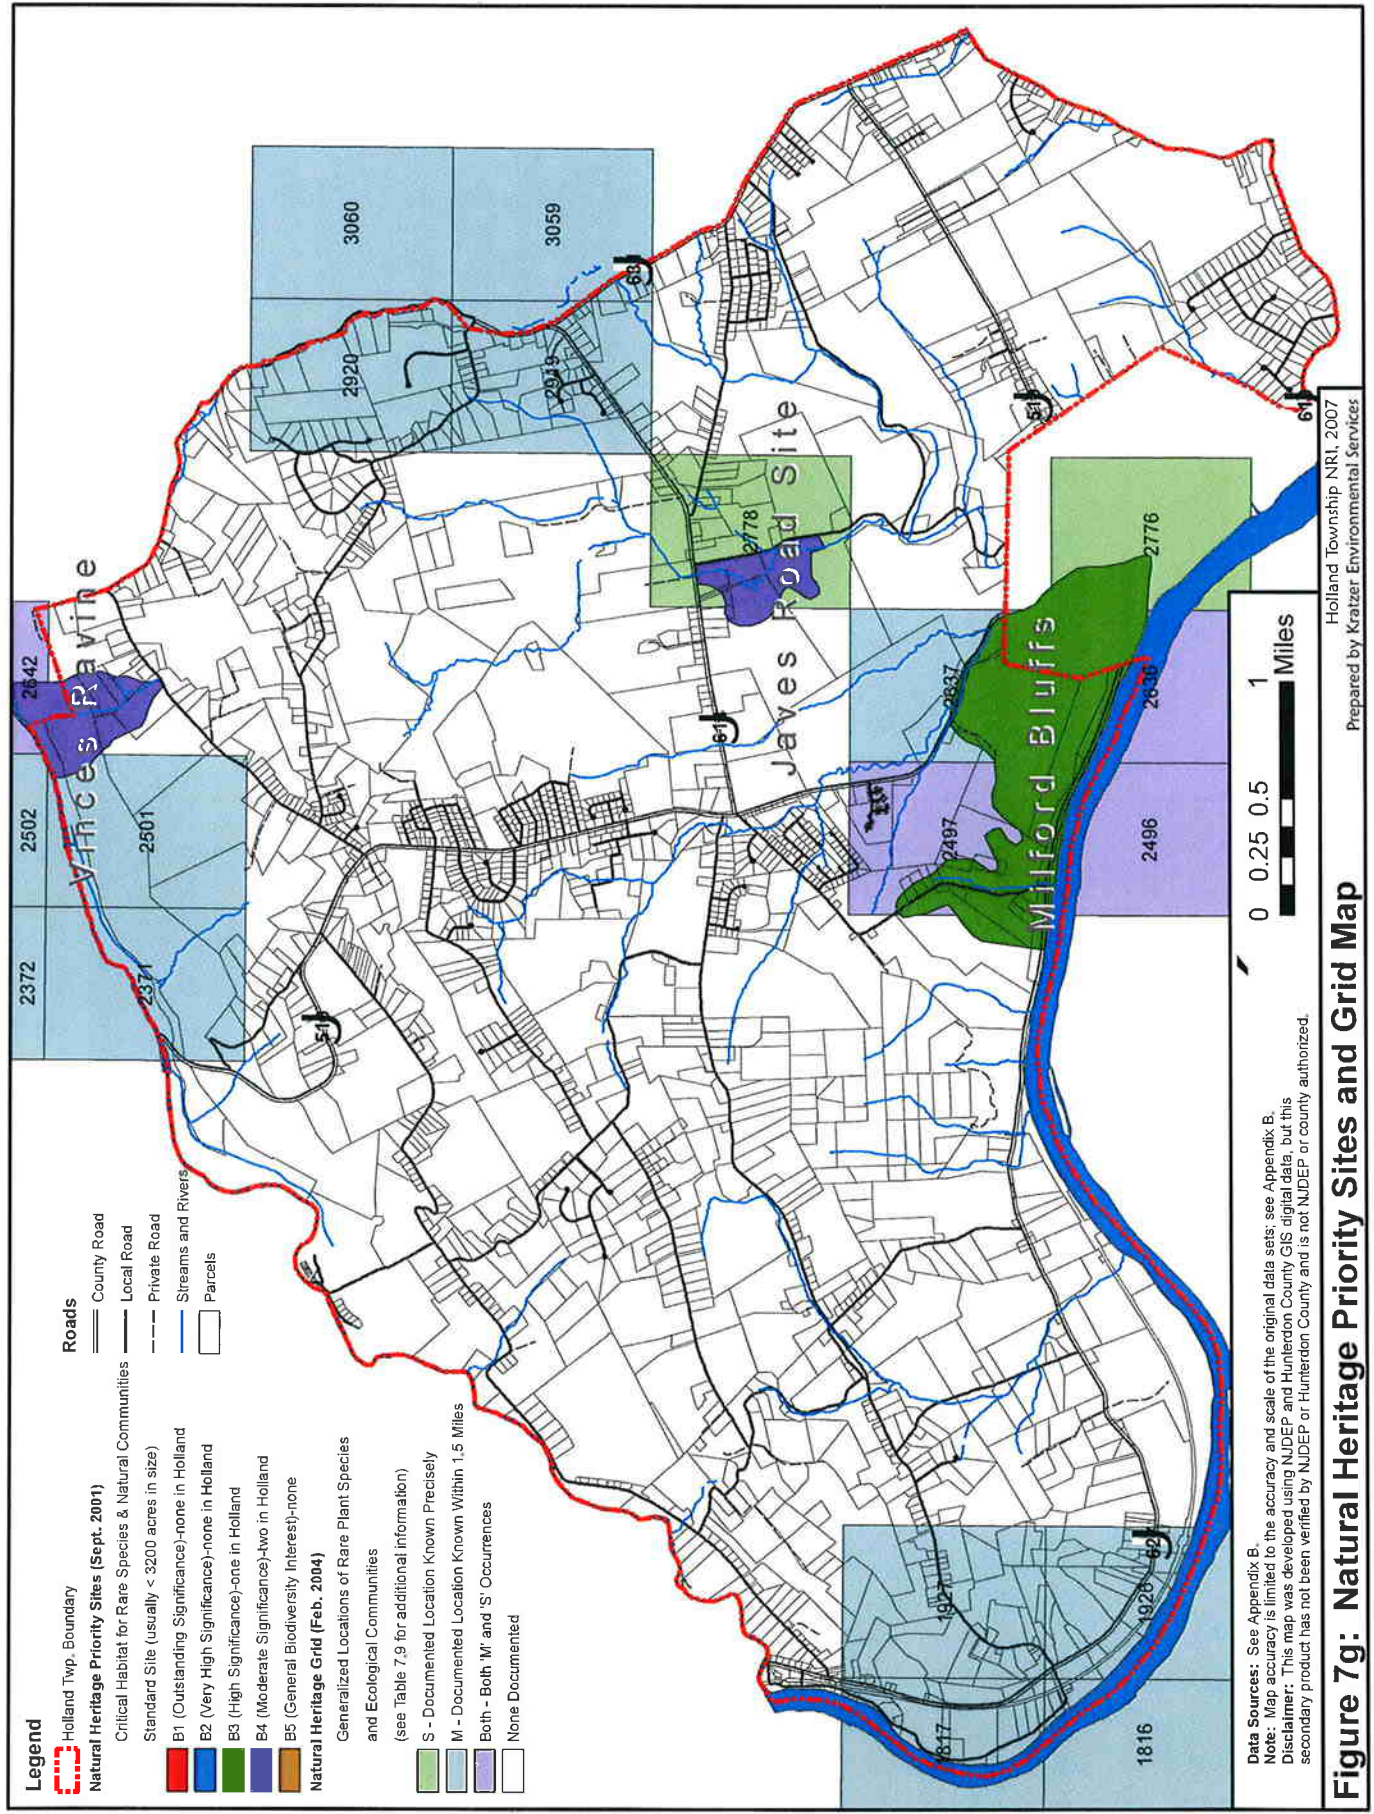 Legend
Holland Twp. Boundary
Natural Heritage Priority Sites (Sept. 2001)
Critical Habitat for Rare Species & Natural Communities
Standard Site (usually < 3200 acres in size)
B1 (Outstanding Significance)-none in Holland
B2 (Very High Significance)-none in Holland
B3 (High Significance)-one in Holland
B4 (Moderate Significance)-two in Holland
B5 (General Biodiversity Interest)-none
Natural Heritage Grid (Feb. 2004)
Generalized Locations of Rare Plant Species
and Ecological Communities
(see Table 7.9 for additional information)
S - Documented Location Known Precisely
M - Documented Location Known Within 1.5 Miles
Both - Both 'M' and 'S' Occurrences
None Documented
Roads
County Road
Local Road
Private Road
Streams and Rivers
Parcels
2372
2502
2642
2371
2501
Vinces Ravine
3060
3059
2920
2919
519
519
2778
Javes Road Site
2637
2497
Milford Bluffs
2776
2636
2496
1927
1926
1817
1816
0 0.25 0.5 1
Miles
Data Sources: See Appendix B.
Note: Map accuracy is limited to the accuracy and scale of the original data sets; see Appendix B.
Disclaimer: This map was developed using NJDEP and Hunterdon County GIS digital data, but this
secondary product has not been verified by NJDEP or Hunterdon County and is not NJDEP or county authorized.
Holland Township NRI, 2007
Prepared by Kratzer Environmental Services
Figure 7g: Natural Heritage Priority Sites and Grid Map